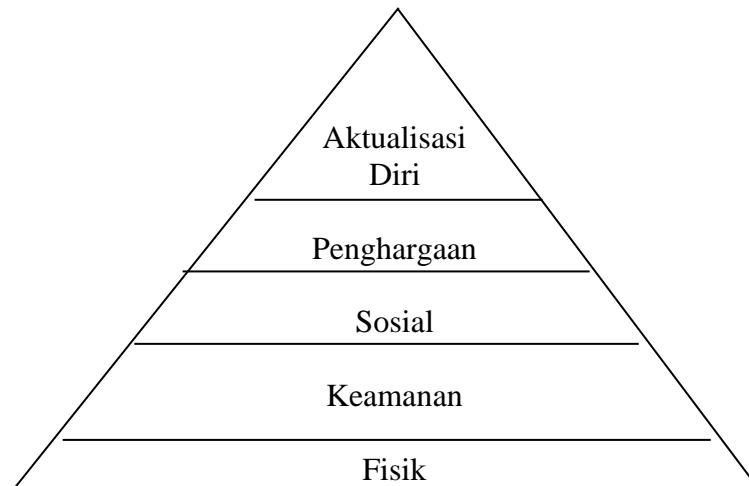 Aktualisasi
Diri
Penghargaan
Sosial
Keamanan
Fisik